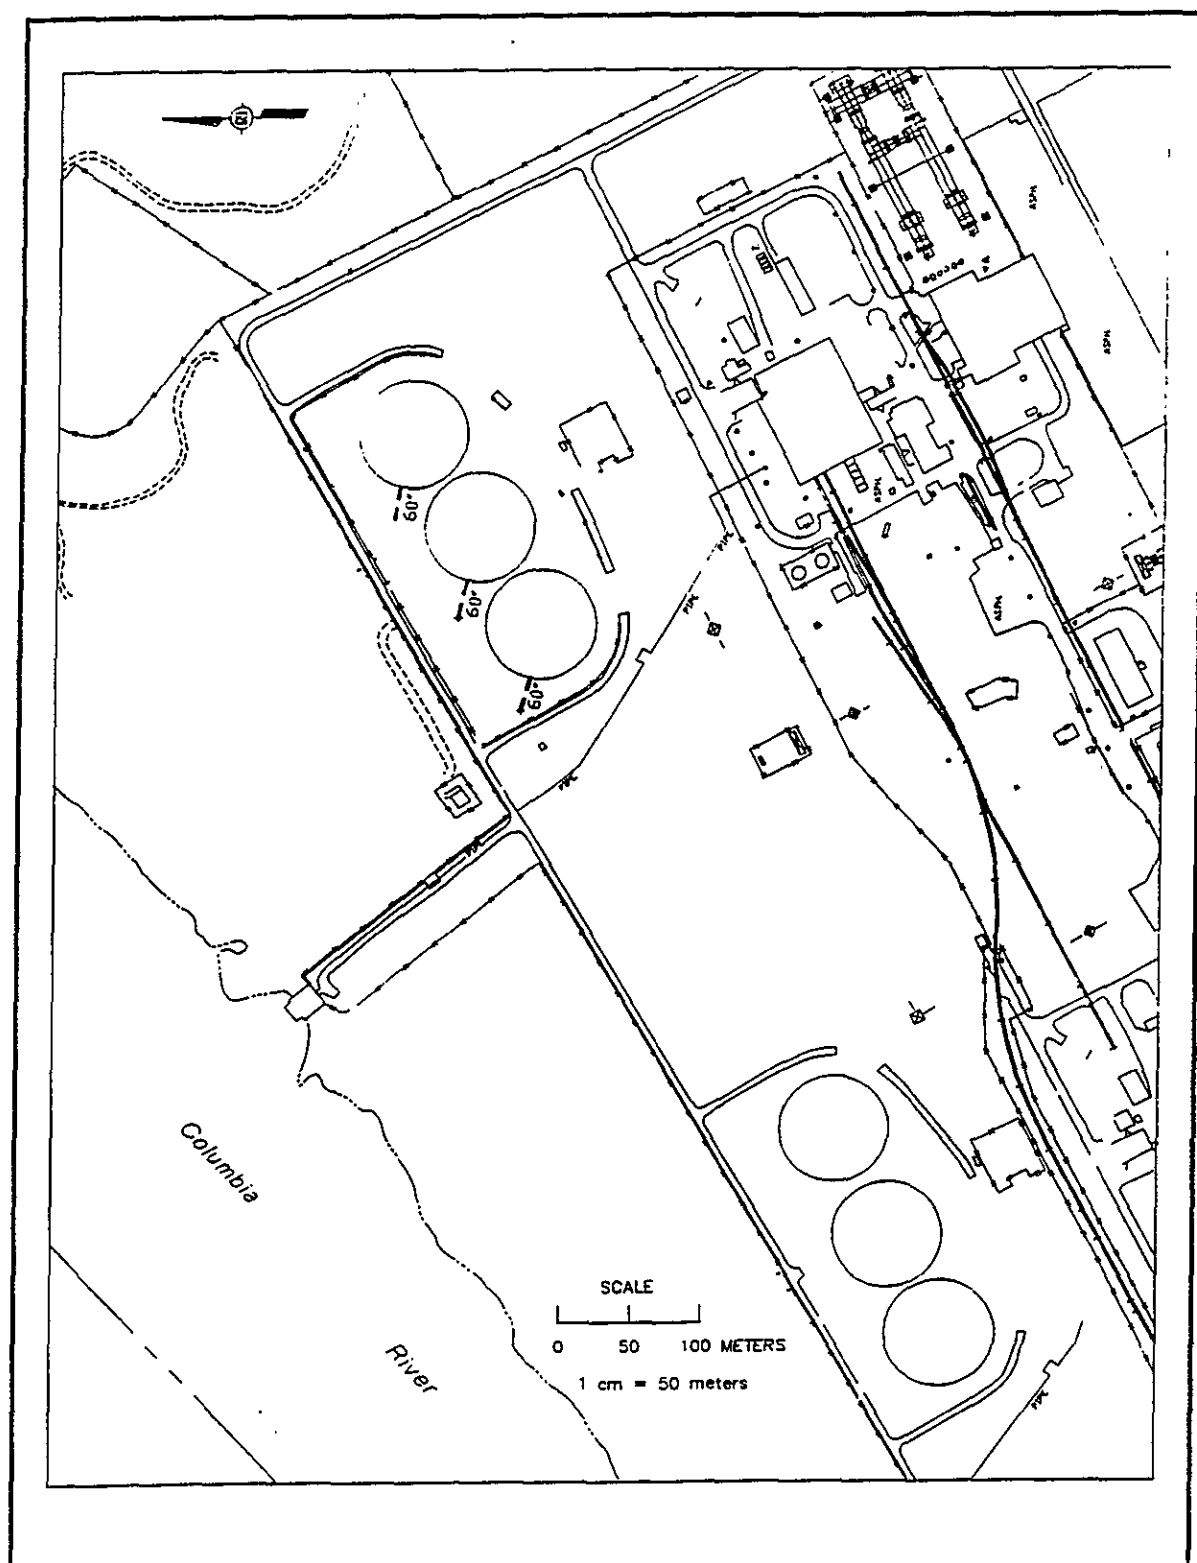 ASPH.
ASPH.
60"
60"
60"
ASPH.
PIPE
PIPE
ASPH.
PIPE
PIPE
Columbia
River
SCALE
0 50 100 METERS
1 cm = 50 meters
PIPE